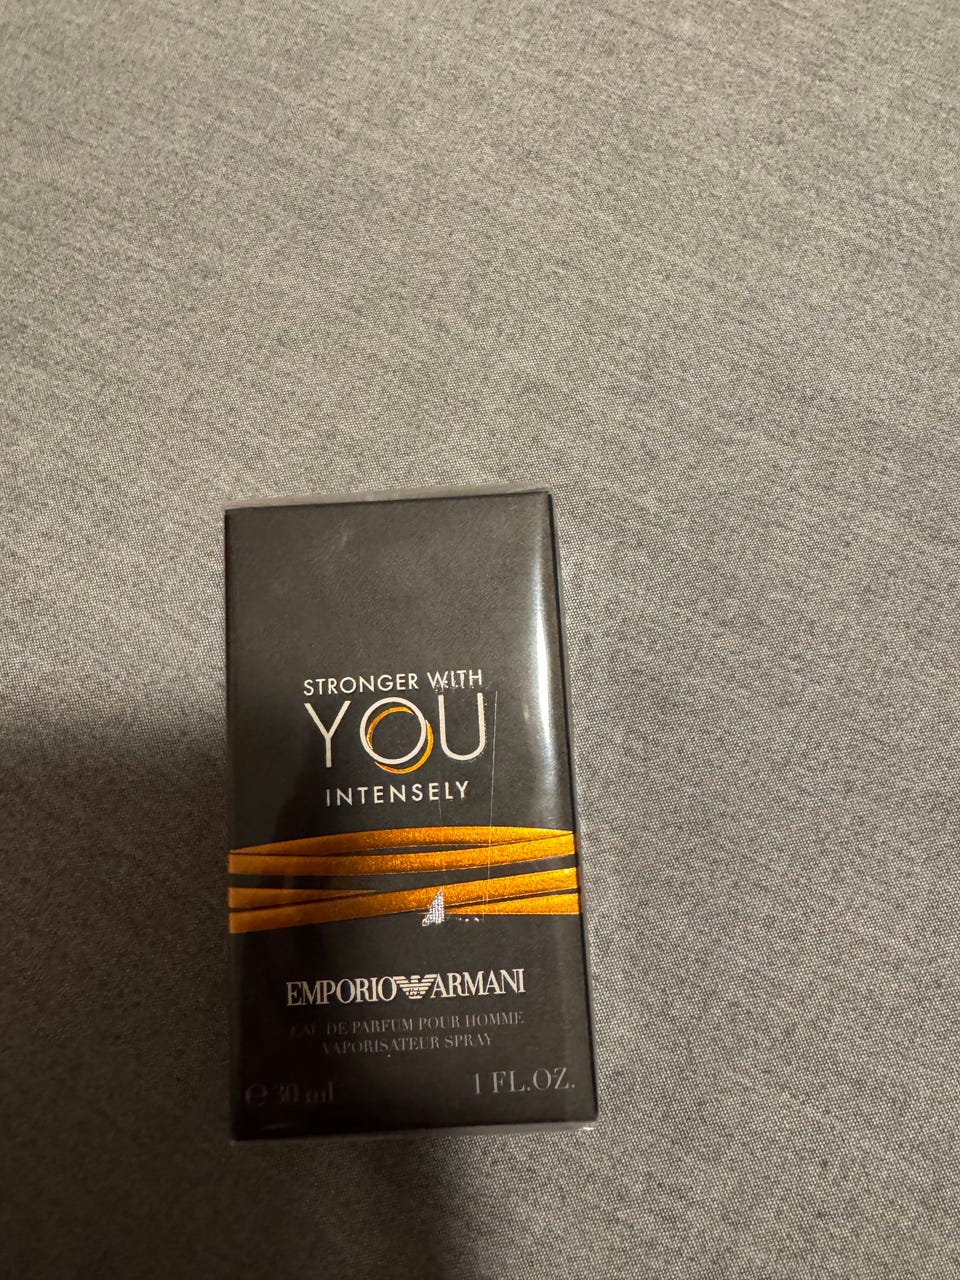 STRONGER WITH
YOU
INTENSELY
EMPORIO ARMANI
EAU DE PARFUM POUR HOMME
VAPORISATEUR SPRAY
℮ 30 ml 1 FL.OZ.